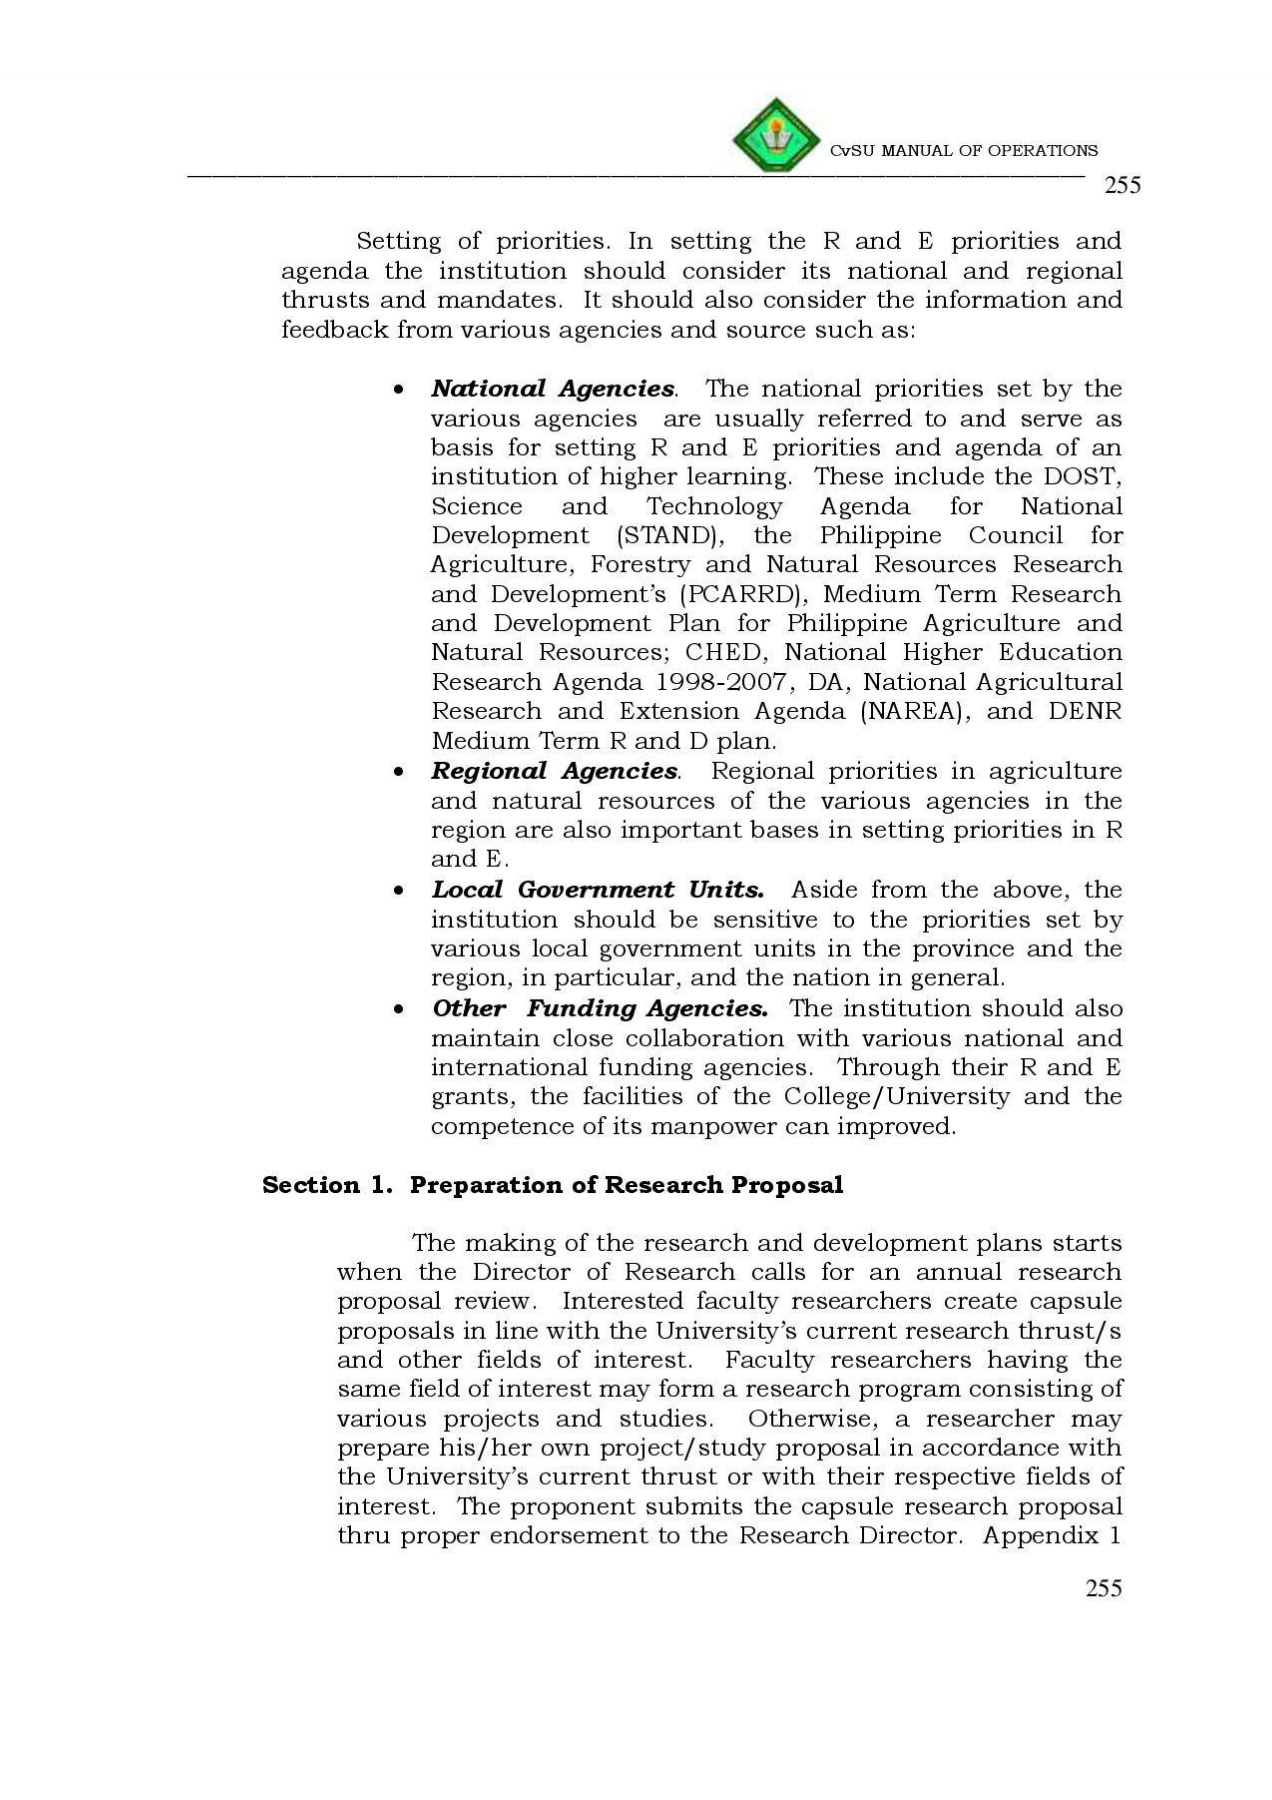 CvSU MANUAL OF OPERATIONS
255
Setting of priorities. In setting the R and E priorities and
agenda the institution should consider its national and regional
thrusts and mandates.  It should also consider the information and
feedback from various agencies and source such as:
• National Agencies.  The national priorities set by the
various agencies  are usually referred to and serve as
basis for setting R and E priorities and agenda of an
institution of higher learning.  These include the DOST,
Science and Technology Agenda for National
Development (STAND), the Philippine Council for
Agriculture, Forestry and Natural Resources Research
and Development’s (PCARRD), Medium Term Research
and Development Plan for Philippine Agriculture and
Natural Resources; CHED, National Higher Education
Research Agenda 1998-2007, DA, National Agricultural
Research and Extension Agenda (NAREA), and DENR
Medium Term R and D plan.
• Regional Agencies.  Regional priorities in agriculture
and natural resources of the various agencies in the
region are also important bases in setting priorities in R
and E.
• Local Government Units.  Aside from the above, the
institution should be sensitive to the priorities set by
various local government units in the province and the
region, in particular, and the nation in general.
• Other  Funding Agencies.  The institution should also
maintain close collaboration with various national and
international funding agencies.  Through their R and E
grants, the facilities of the College/University and the
competence of its manpower can improved.
Section 1.  Preparation of Research Proposal
The making of the research and development plans starts
when the Director of Research calls for an annual research
proposal review.  Interested faculty researchers create capsule
proposals in line with the University’s current research thrust/s
and other fields of interest.  Faculty researchers having the
same field of interest may form a research program consisting of
various projects and studies.  Otherwise, a researcher may
prepare his/her own project/study proposal in accordance with
the University’s current thrust or with their respective fields of
interest.  The proponent submits the capsule research proposal
thru proper endorsement to the Research Director.  Appendix 1
255